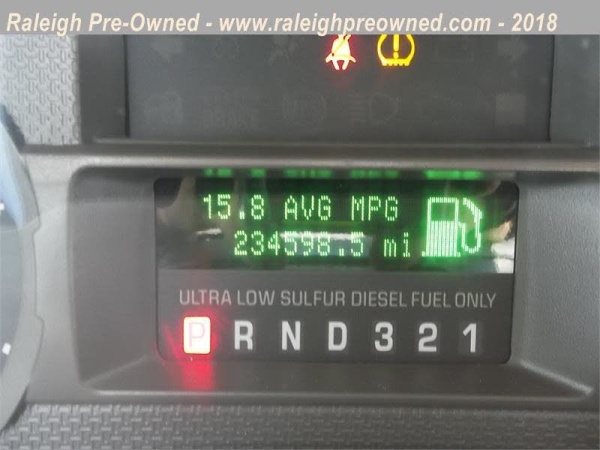 Raleigh Pre-Owned - www.raleighpreowned.com - 2018
15.8 AVG MPG
234598.5 mi
ULTRA LOW SULFUR DIESEL FUEL ONLY
P R N D 3 2 1